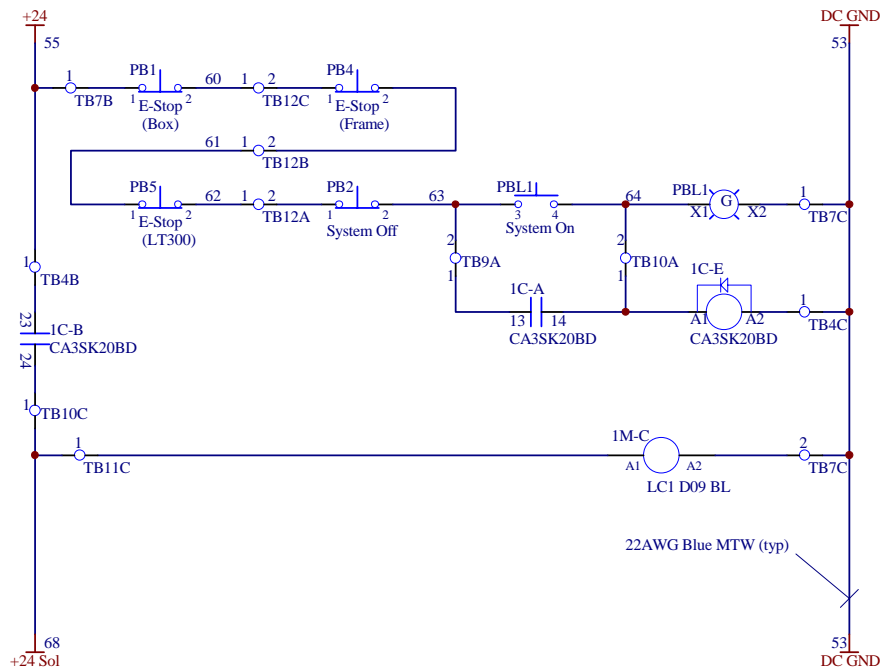 +24
DC GND
55
53
1
TB7B
PB1
1 2
E-Stop
(Box)
60
1 2
TB12C
PB4
1 2
E-Stop
(Frame)
61
1 2
TB12B
PB5
1 2
E-Stop
(LT300)
62
1 2
TB12A
PB2
1 2
System Off
63
PBL1
3 4
System On
64
PBL1
G
X1 X2
1
TB7C
2
TB9A
1
2
TB10A
1
1
TB4B
1C-A
13 14
CA3SK20BD
1C-E
A1 A2
CA3SK20BD
1
TB4C
23
1C-B
CA3SK20BD
24
1
TB10C
1
TB11C
1M-C
A1 A2
LC1 D09 BL
2
TB7C
22AWG Blue MTW (typ)
68
+24 Sol
53
DC GND